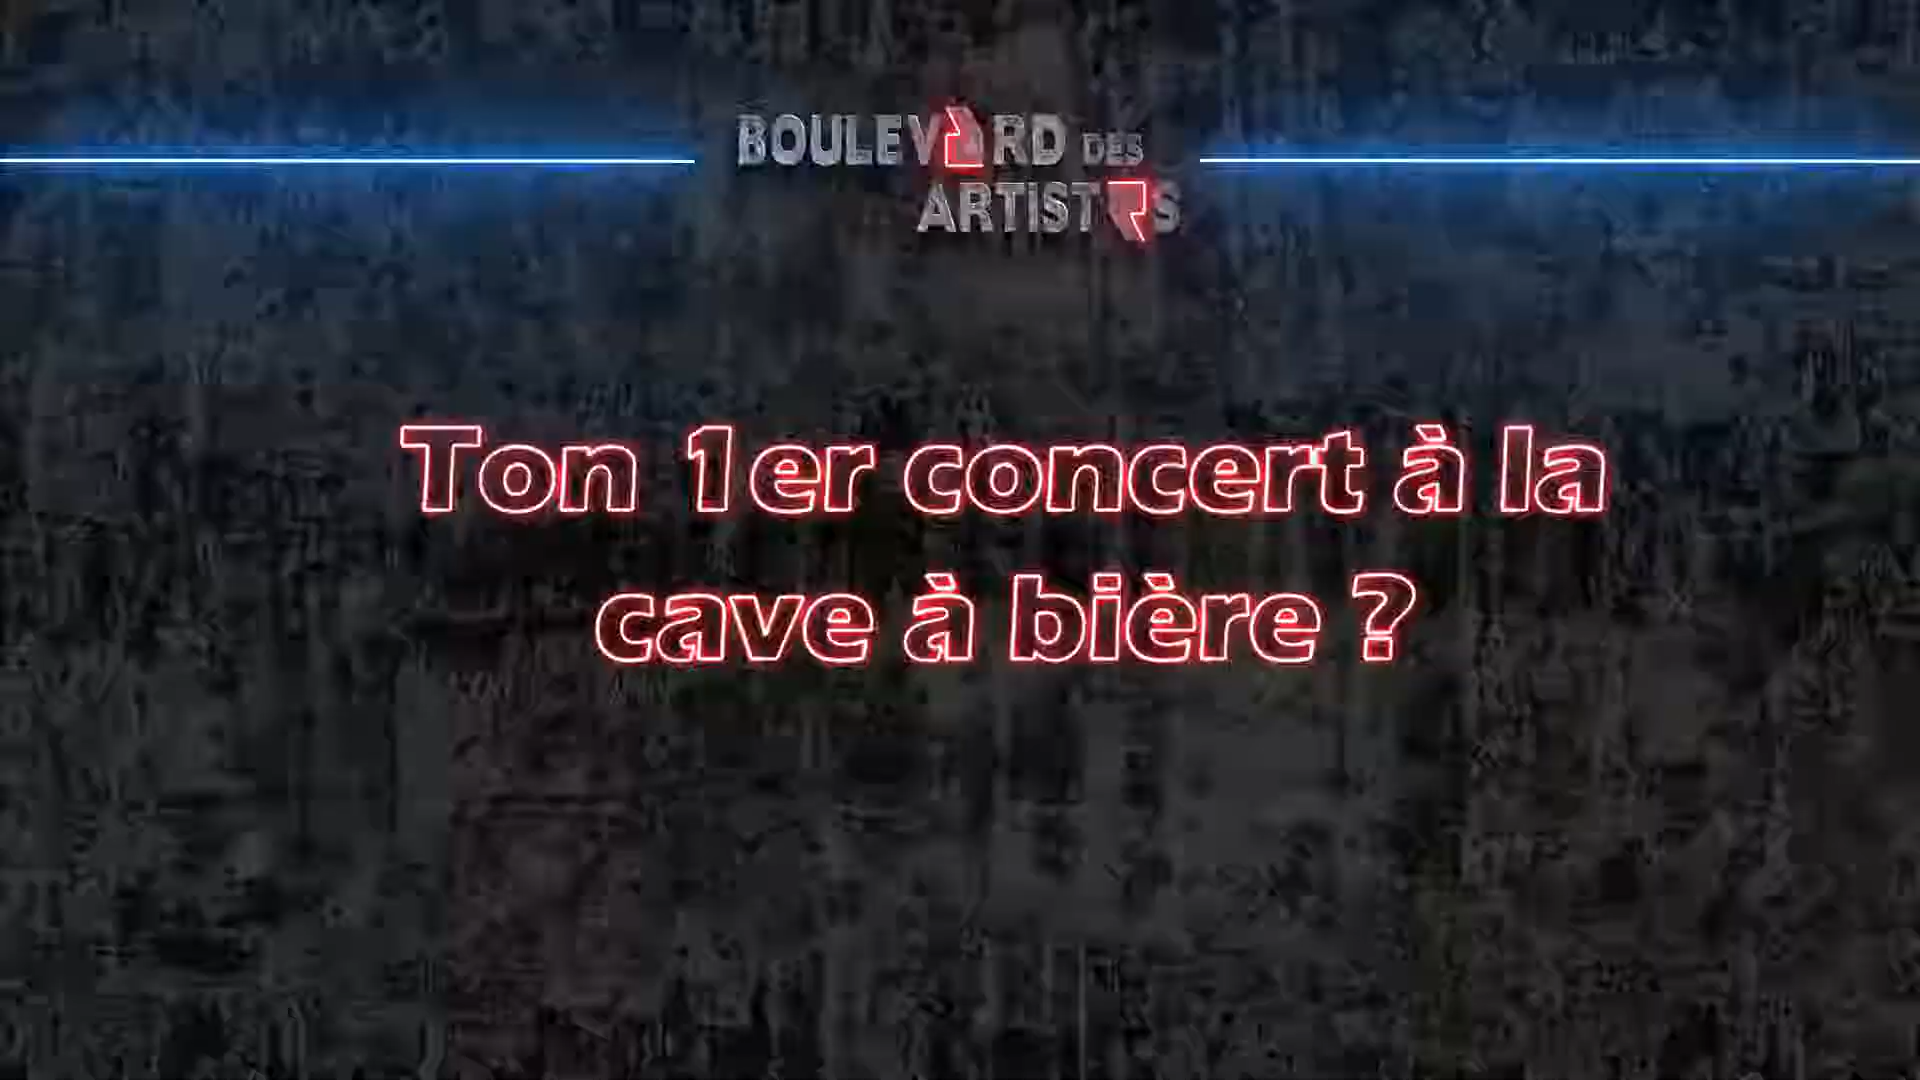 BOULEVARD DES
ARTISTES
Ton 1er concert à la
cave à bière ?